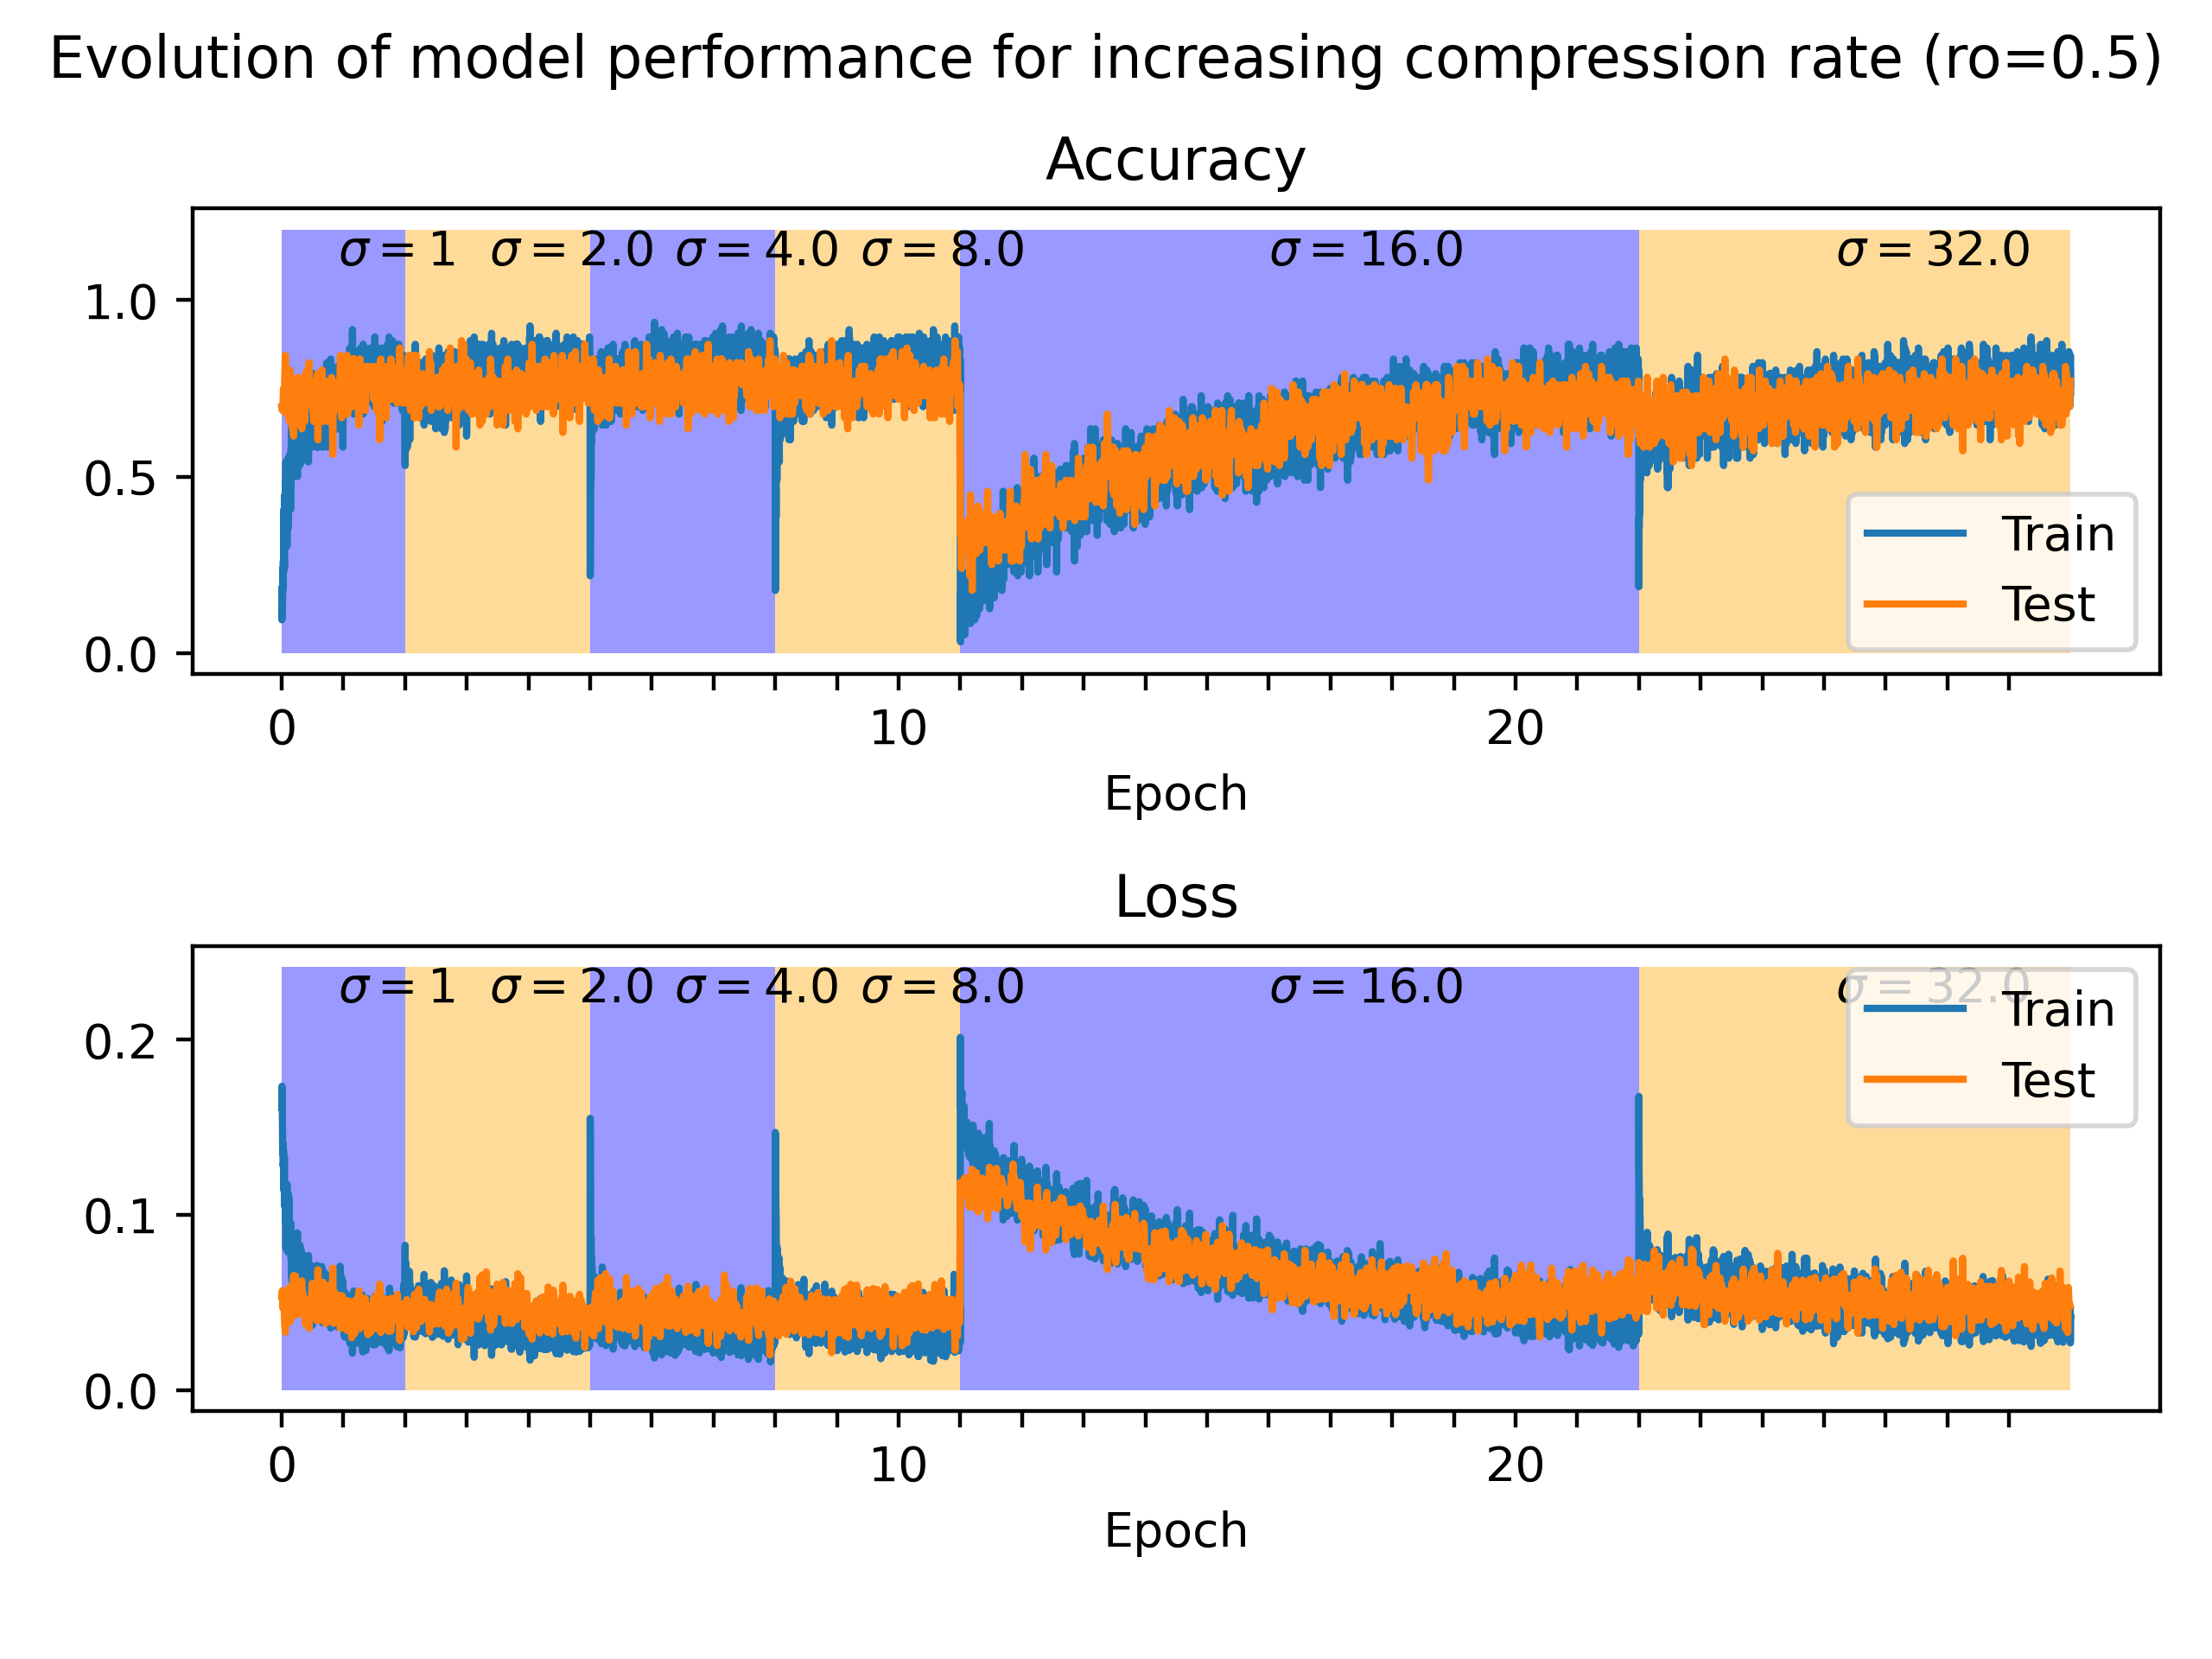 Evolution of model performance for increasing compression rate (ro=0.5)
Accuracy
σ = 1 σ = 2.0 σ = 4.0 σ = 8.0 σ = 16.0 σ = 32.0
1.0
0.5
0.0
Train
Test
0 10 20
Epoch
Loss
σ = 1 σ = 2.0 σ = 4.0 σ = 8.0 σ = 16.0 σ = 32.0
Train
Test
0.2
0.1
0.0
0 10 20
Epoch